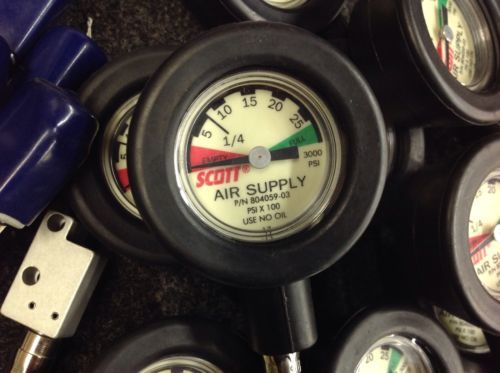 5 10 15 20 25
1/4
EMPTY FULL
3000
PSI
SCOTT®
AIR SUPPLY
P/N 804059-03
PSI X 100
USE NO OIL